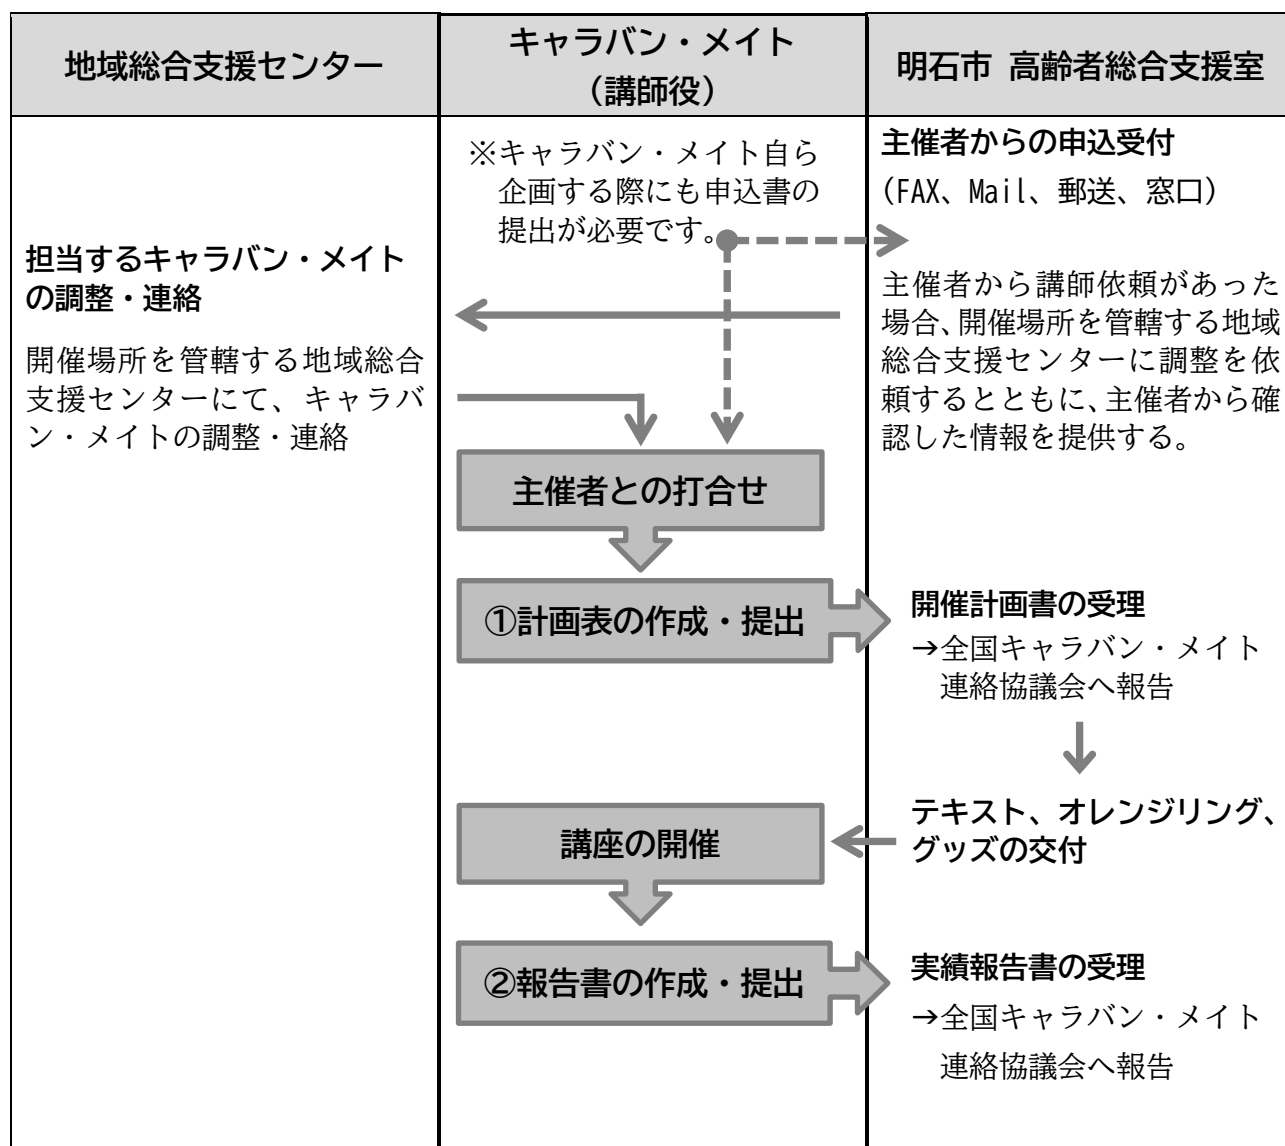 地域総合支援センター
キャラバン・メイト
（講師役）
明石市 高齢者総合支援室
担当するキャラバン・メイト
の調整・連絡
開催場所を管轄する地域総合
支援センターにて、キャラバ
ン・メイトの調整・連絡
※キャラバン・メイト自ら
企画する際にも申込書の
提出が必要です。
主催者との打合せ
①計画表の作成・提出
講座の開催
②報告書の作成・提出
主催者からの申込受付
(FAX、Mail、郵送、窓口)
主催者から講師依頼があった
場合、開催場所を管轄する地域
総合支援センターに調整を依
頼するとともに、主催者から確
認した情報を提供する。
開催計画書の受理
→全国キャラバン・メイト
連絡協議会へ報告
テキスト、オレンジリング、
グッズの交付
実績報告書の受理
→全国キャラバン・メイト
連絡協議会へ報告